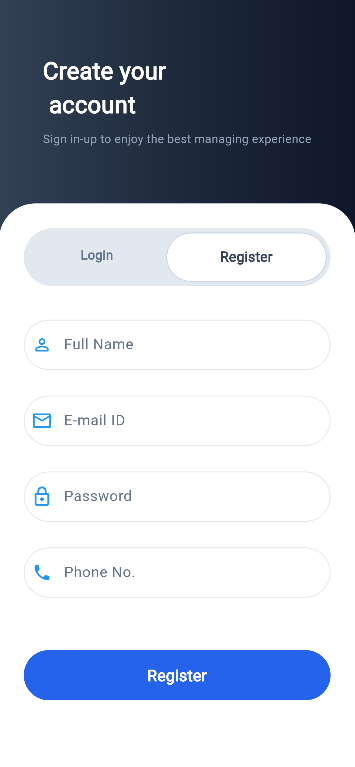 Create your
account
Sign in-up to enjoy the best managing experience
Login
Register
Full Name
E-mail ID
Password
Phone No.
Register